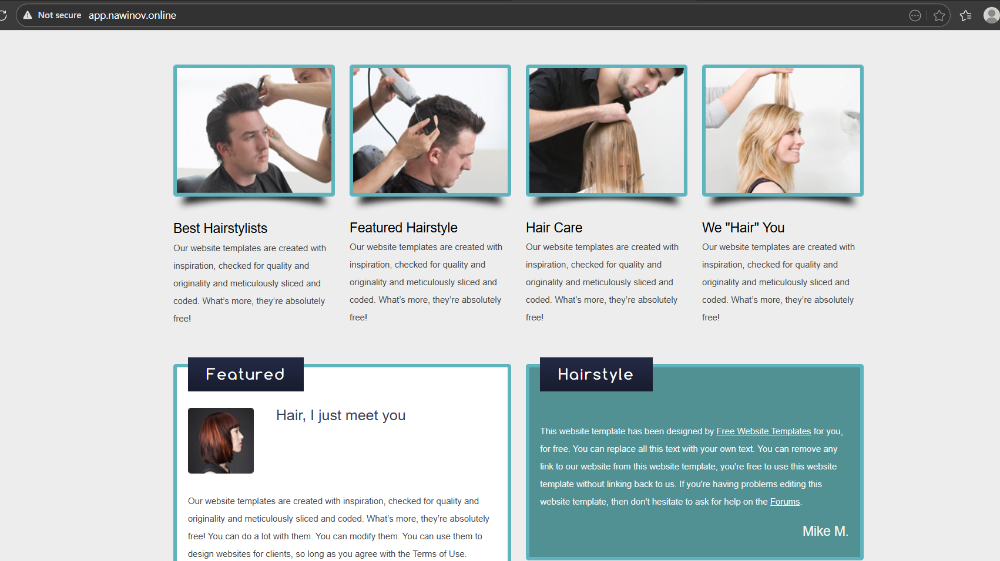 Not secure app.nawinov.online
Best Hairstylists
Our website templates are created with
inspiration, checked for quality and
originality and meticulously sliced and
coded. What’s more, they’re absolutely
free!
Featured Hairstyle
Our website templates are created with
inspiration, checked for quality and
originality and meticulously sliced and
coded. What’s more, they’re absolutely
free!
Hair Care
Our website templates are created with
inspiration, checked for quality and
originality and meticulously sliced and
coded. What’s more, they’re absolutely
free!
We "Hair" You
Our website templates are created with
inspiration, checked for quality and
originality and meticulously sliced and
coded. What’s more, they’re absolutely
free!
Featured
Hair, I just meet you
Our website templates are created with inspiration, checked for quality and
originality and meticulously sliced and coded. What’s more, they’re absolutely
free! You can do a lot with them. You can modify them. You can use them to
design websites for clients, so long as you agree with the Terms of Use.
Hairstyle
This website template has been designed by Free Website Templates for you,
for free. You can replace all this text with your own text. You can remove any
link to our website from this website template, you're free to use this website
template without linking back to us. If you're having problems editing this
website template, then don't hesitate to ask for help on the Forums.
Mike M.